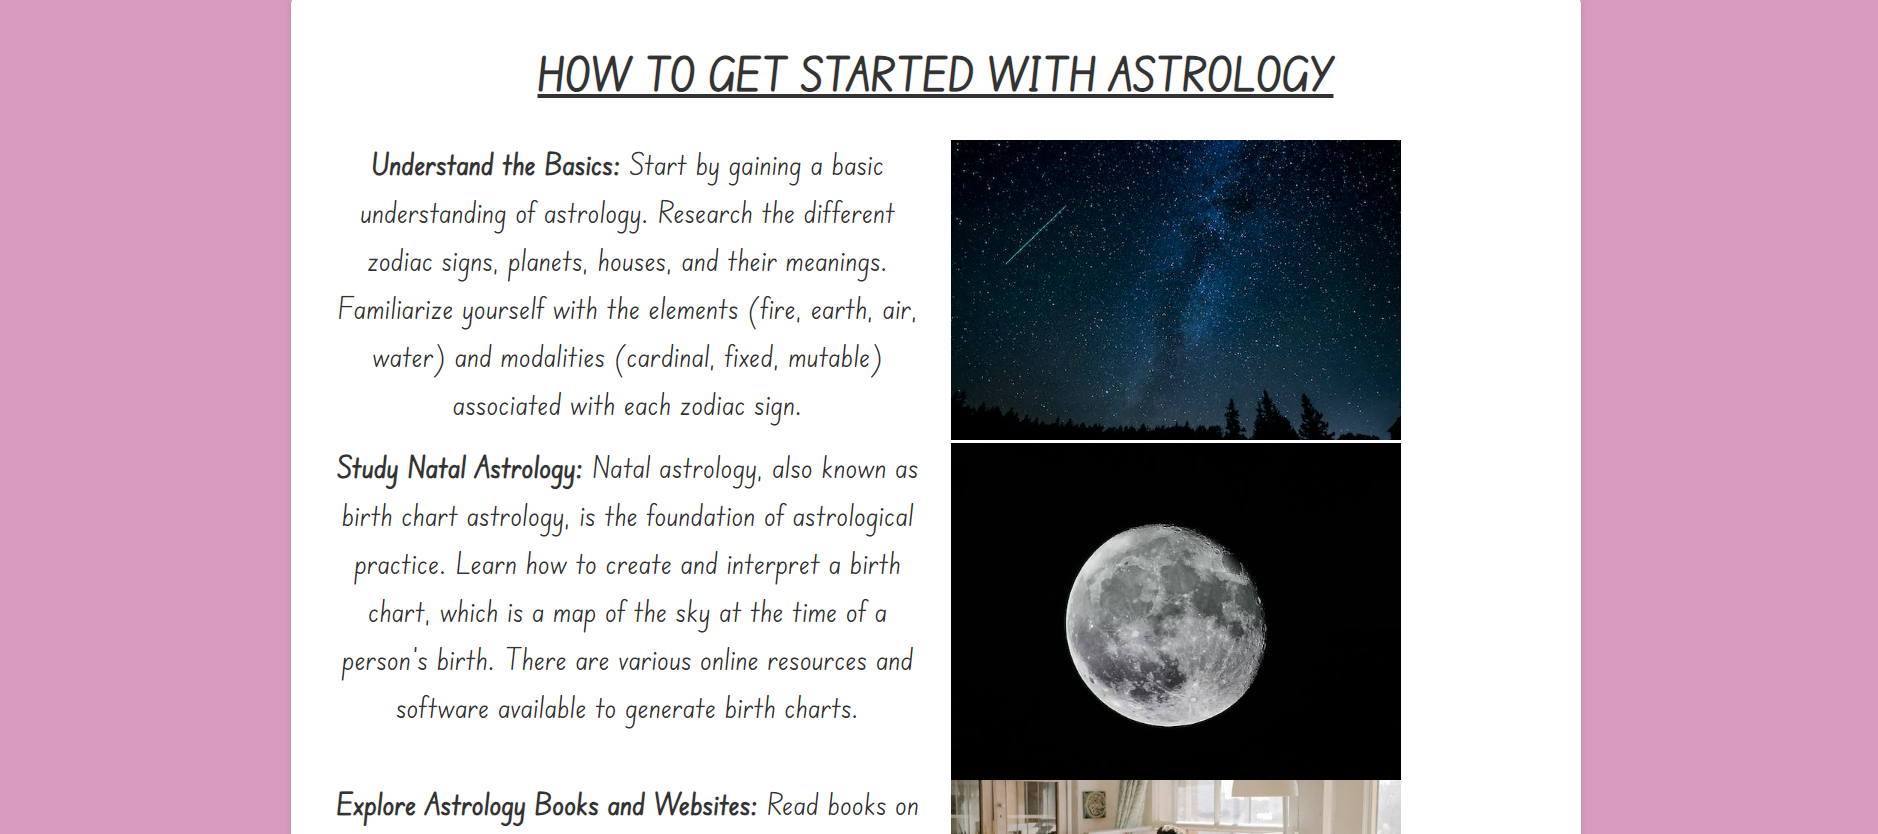 HOW TO GET STARTED WITH ASTROLOGY
Understand the Basics: Start by gaining a basic
understanding of astrology. Research the different
zodiac signs, planets, houses, and their meanings.
Familiarize yourself with the elements (fire, earth, air,
water) and modalities (cardinal, fixed, mutable)
associated with each zodiac sign.
Study Natal Astrology: Natal astrology, also known as
birth chart astrology, is the foundation of astrological
practice. Learn how to create and interpret a birth
chart, which is a map of the sky at the time of a
person's birth. There are various online resources and
software available to generate birth charts.
Explore Astrology Books and Websites: Read books on